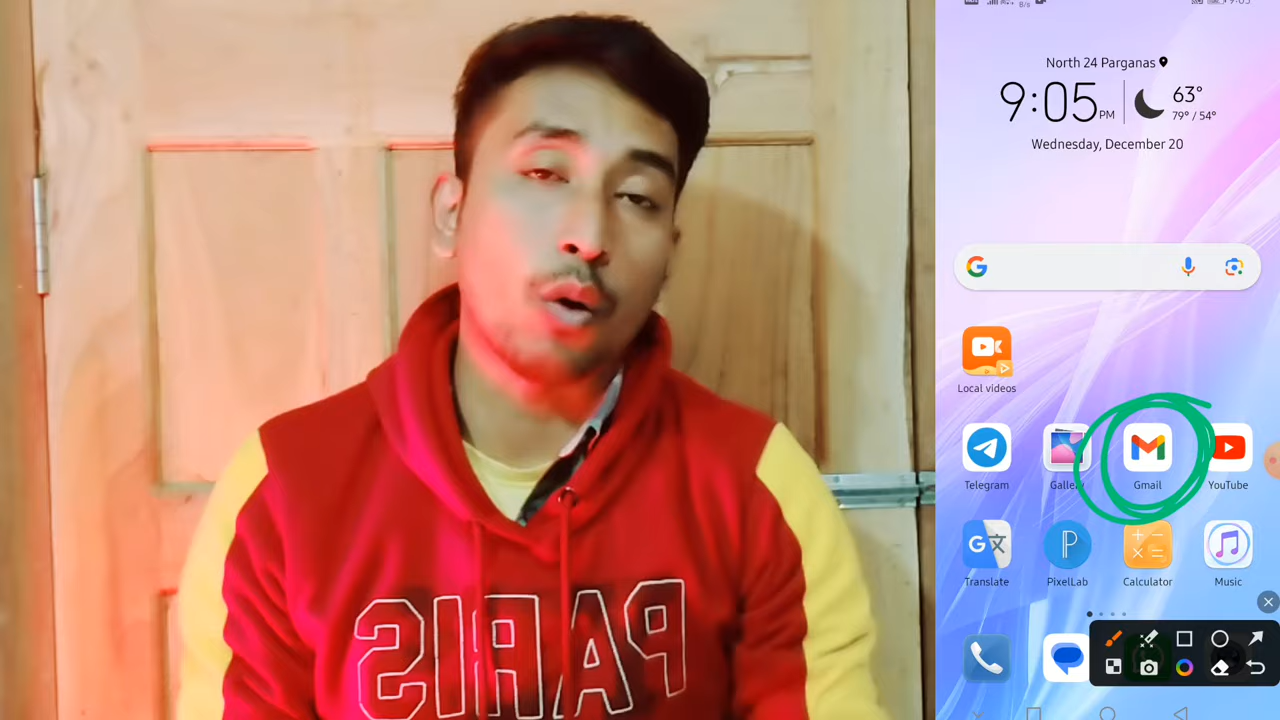 PARIS
North 24 Parganas
9:05 PM
63°
79° / 54°
Wednesday, December 20
Local videos
Telegram
Gallery
Gmail
YouTube
Translate
PixelLab
Calculator
Music